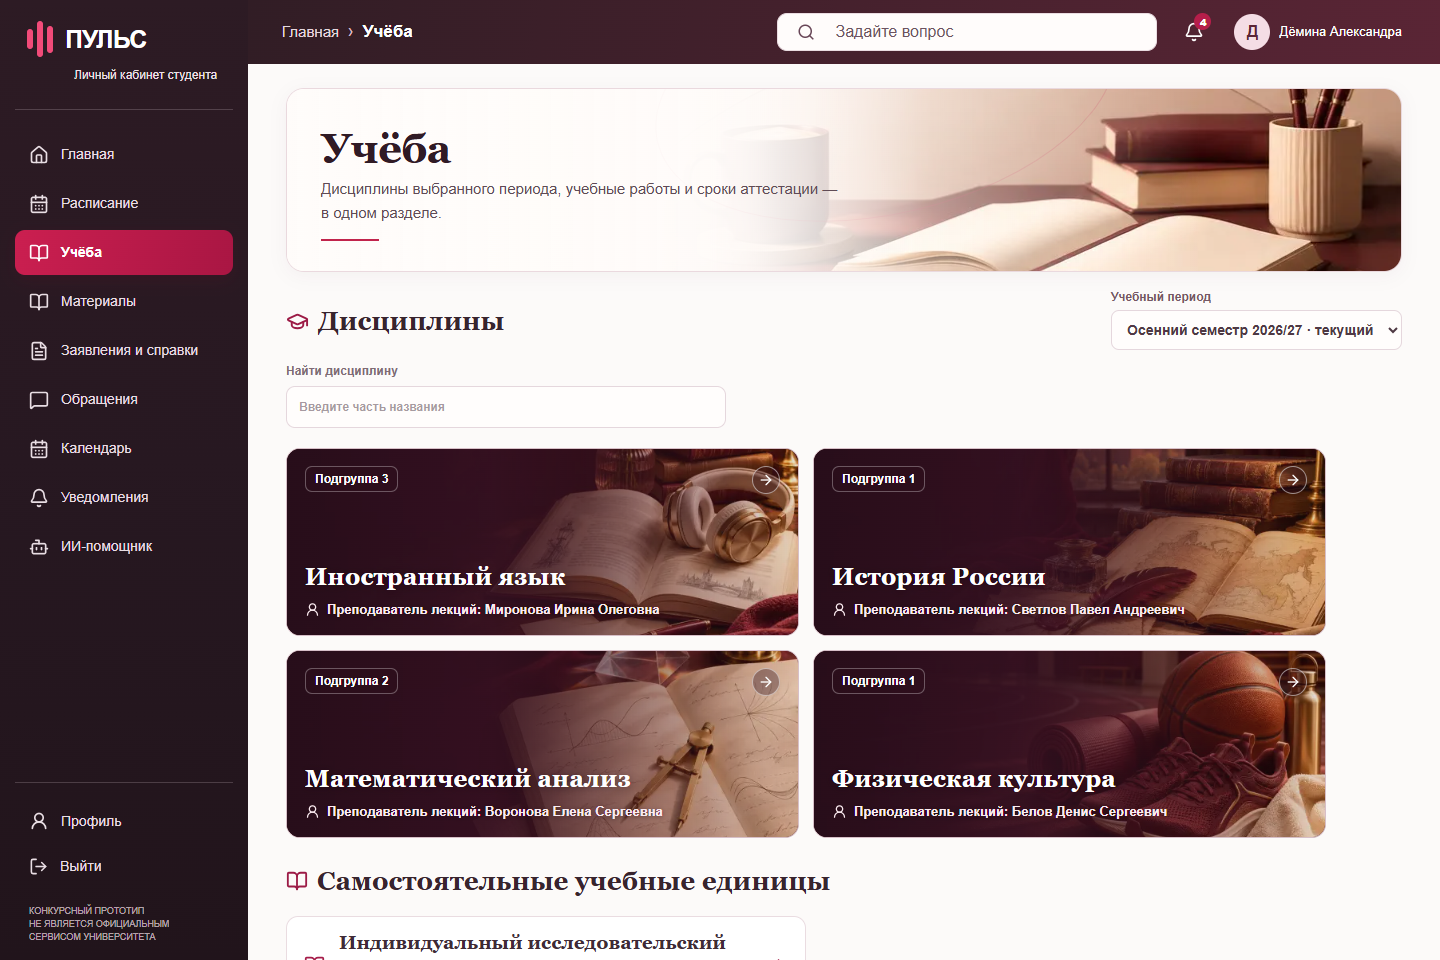 ПУЛЬС
Личный кабинет студента
Главная
Расписание
Учёба
Материалы
Заявления и справки
Обращения
Календарь
Уведомления
ИИ-помощник
Профиль
Выйти
КОНКУРСНЫЙ ПРОТОТИП
НЕ ЯВЛЯЕТСЯ ОФИЦИАЛЬНЫМ
СЕРВИСОМ УНИВЕРСИТЕТА
Главная › Учёба
Задайте вопрос
4
Д
Дёмина Александра
Учёба
Дисциплины выбранного периода, учебные работы и сроки аттестации —
в одном разделе.
Дисциплины
Учебный период
Осенний семестр 2026/27 · текущий
Найти дисциплину
Введите часть названия
Подгруппа 3
Иностранный язык
Преподаватель лекций: Миронова Ирина Олеговна
Подгруппа 1
История России
Преподаватель лекций: Светлов Павел Андреевич
Подгруппа 2
Математический анализ
Преподаватель лекций: Воронова Елена Сергеевна
Подгруппа 1
Физическая культура
Преподаватель лекций: Белов Денис Сергеевич
Самостоятельные учебные единицы
Индивидуальный исследовательский